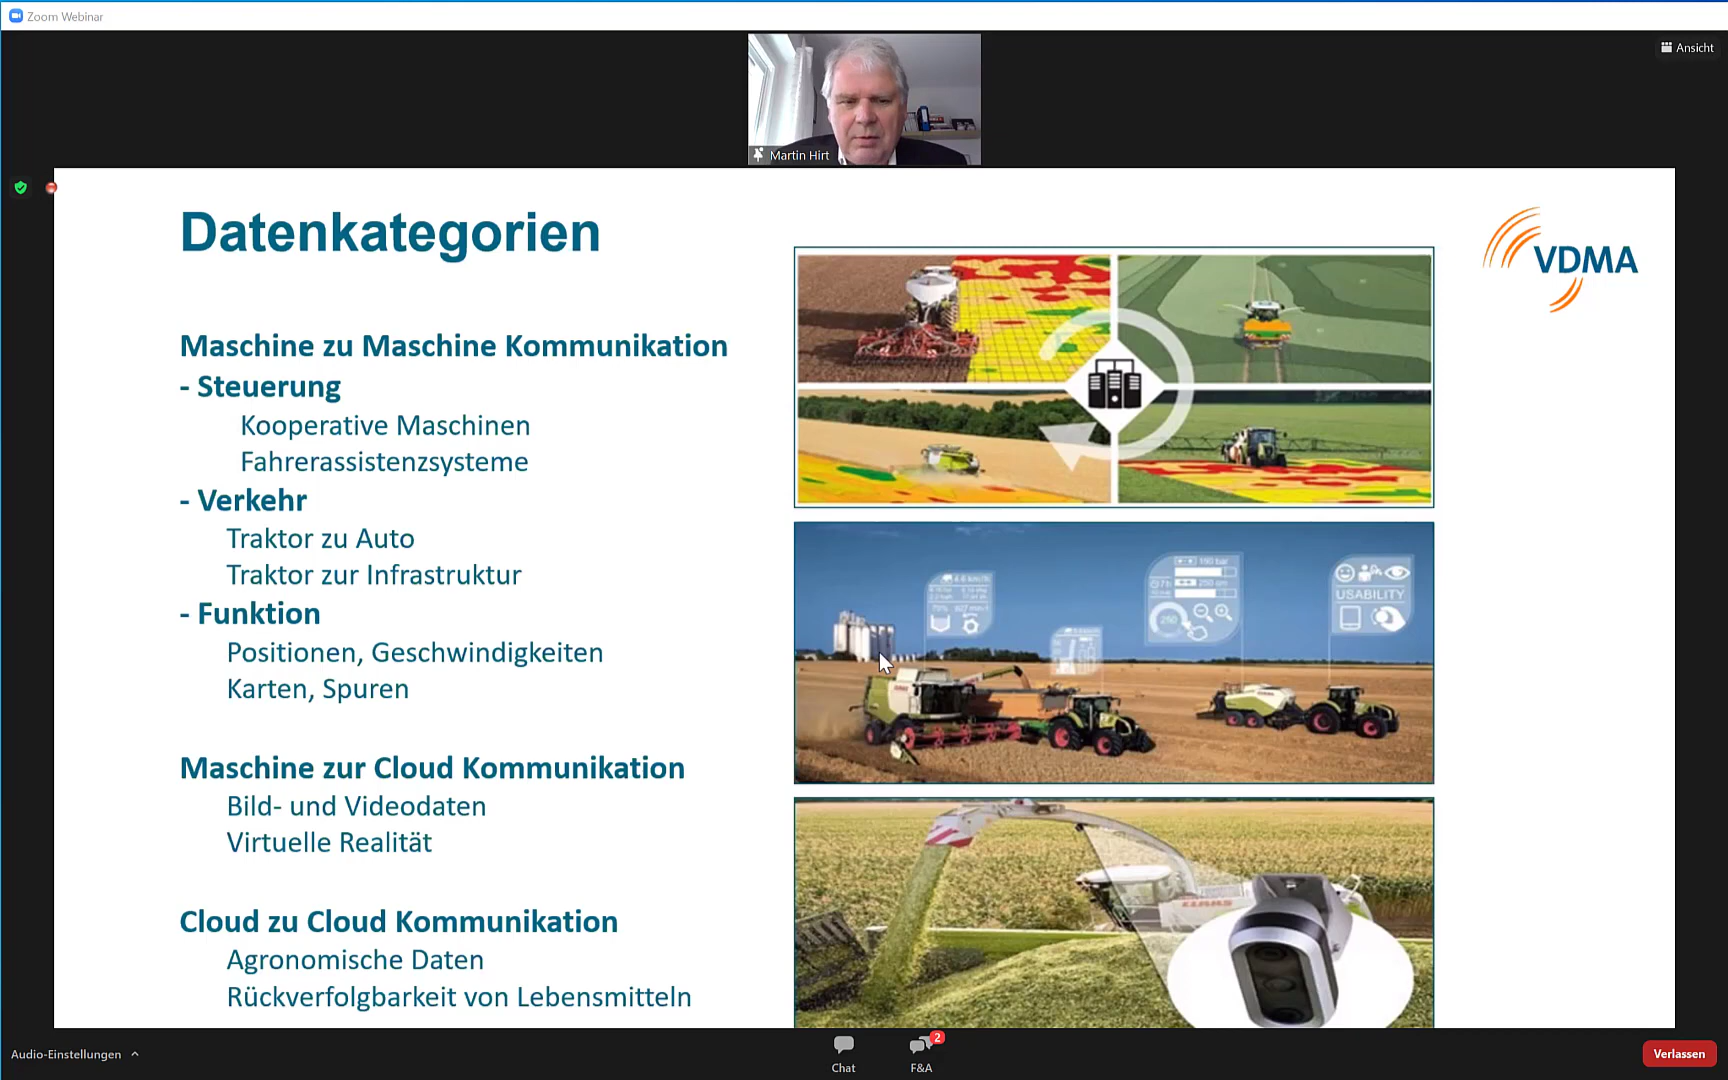 Zoom Webinar
Ansicht
Martin Hirt
Datenkategorien
VDMA
Maschine zu Maschine Kommunikation
- Steuerung
Kooperative Maschinen
Fahrerassistenzsysteme
- Verkehr
Traktor zu Auto
Traktor zur Infrastruktur
- Funktion
Positionen, Geschwindigkeiten
Karten, Spuren
Maschine zur Cloud Kommunikation
Bild- und Videodaten
Virtuelle Realität
Cloud zu Cloud Kommunikation
Agronomische Daten
Rückverfolgbarkeit von Lebensmitteln
USABILITY
CLAAS
Audio-Einstellungen
Chat
F&A
2
Verlassen